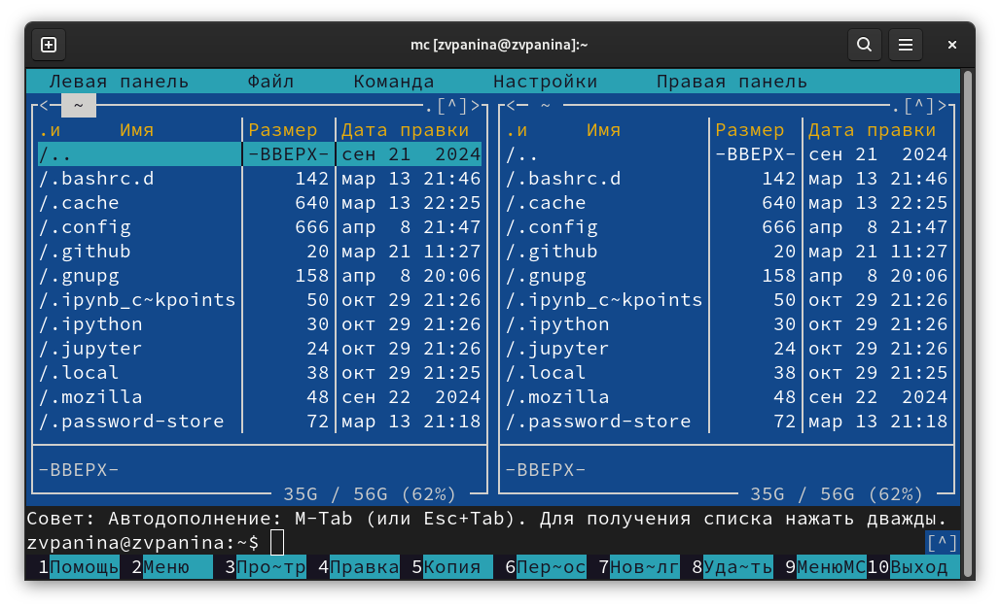 mc [zvpanina@zvpanina]:~
Левая панель Файл Команда Настройки Правая панель
<- ~ .[^]> <- ~ .[^]>
.и Имя Размер Дата правки .и Имя Размер Дата правки
/.. -ВВЕРХ- сен 21 2024 /.. -ВВЕРХ- сен 21 2024
/.bashrc.d 142 мар 13 21:46 /.bashrc.d 142 мар 13 21:46
/.cache 640 мар 13 22:25 /.cache 640 мар 13 22:25
/.config 666 апр 8 21:47 /.config 666 апр 8 21:47
/.github 20 мар 21 11:27 /.github 20 мар 21 11:27
/.gnupg 158 апр 8 20:06 /.gnupg 158 апр 8 20:06
/.ipynb_c~kpoints 50 окт 29 21:26 /.ipynb_c~kpoints 50 окт 29 21:26
/.ipython 30 окт 29 21:26 /.ipython 30 окт 29 21:26
/.jupyter 24 окт 29 21:26 /.jupyter 24 окт 29 21:26
/.local 38 окт 29 21:25 /.local 38 окт 29 21:25
/.mozilla 48 сен 22 2024 /.mozilla 48 сен 22 2024
/.password-store 72 мар 13 21:18 /.password-store 72 мар 13 21:18
-ВВЕРХ- -ВВЕРХ-
35G / 56G (62%) 35G / 56G (62%)
Совет: Автодополнение: M-Tab (или Esc+Tab). Для получения списка нажать дважды.
zvpanina@zvpanina:~$ [^]
1Помощь 2Меню 3Про~тр 4Правка 5Копия 6Пер~ос 7Нов~лг 8Уда~ть 9МенюMC 10Выход